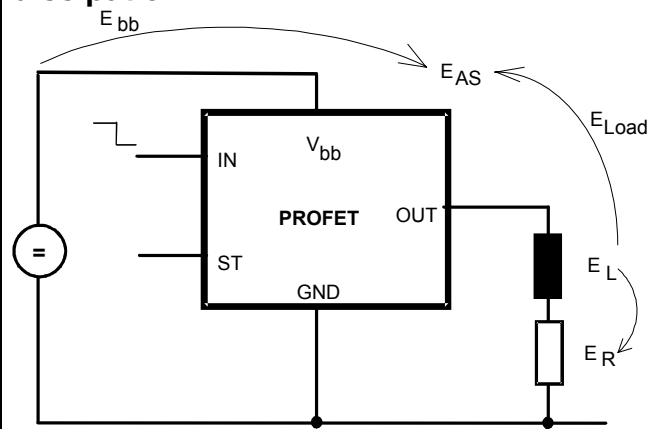 E bb
E AS
E Load
V bb
IN
PROFET
OUT
ST
GND
=
E L
E R